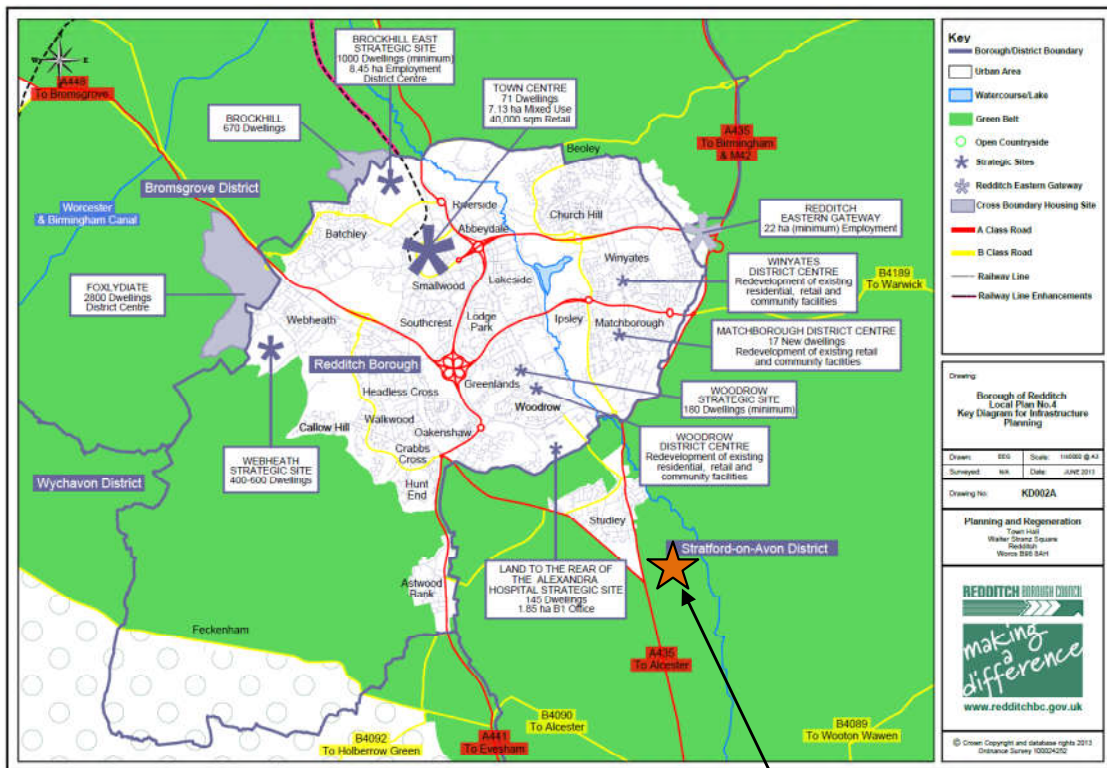 BROCKHILL EAST
STRATEGIC SITE
1000 Dwellings (minimum)
8.45 ha Employment
District Centre
TOWN CENTRE
71 Dwellings
7.13 ha Mixed Use
40,000 sqm Retail
BROCKHILL
670 Dwellings
W E
A448
To Bromsgrove
A435
To Birmingham
& M42
Beoley
Bromsgrove District
Worcester
& Birmingham Canal
Riverside
Abbeydale
Church Hill
Batchley
REDDITCH
EASTERN GATEWAY
22 ha (minimum) Employment
Winyates
WINYATES
DISTRICT CENTRE
Redevelopment of existing
residential, retail and
community facilities
B4189
To Warwick
FOXLYDIATE
2800 Dwellings
District Centre
Smallwood
Lakeside
Webheath
Southcrest
Lodge
Park
Ipsley
Matchborough
MATCHBOROUGH DISTRICT CENTRE
17 New dwellings
Redevelopment of existing retail
and community facilities
Redditch Borough
Headless Cross
Greenlands
Woodrow
WOODROW
STRATEGIC SITE
180 Dwellings (minimum)
Walkwood
Callow Hill
Oakenshaw
Crabbs
Cross
WOODROW
DISTRICT CENTRE
Redevelopment of existing
residential, retail and
community facilities
WEBHEATH
STRATEGIC SITE
400-600 Dwellings
Wychavon District
Hunt
End
Studley
Stratford-on-Avon District
LAND TO THE REAR OF
THE ALEXANDRA
HOSPITAL STRATEGIC SITE
145 Dwellings
1.85 ha B1 Office
Astwood
Bank
Feckenham
A435
To Alcester
B4090
To Alcester
B4092
To Holberrow Green
A441
To Evesham
B4089
To Wooton Wawen
Key
Borough/District Boundary
Urban Area
Watercourse/Lake
Green Belt
Open Countryside
Strategic Sites
Redditch Eastern Gateway
Cross Boundary Housing Site
A Class Road
B Class Road
Railway Line
Railway Line Enhancements
Drawing:
Borough of Redditch
Local Plan No.4
Key Diagram for Infrastructure
Planning
Drawn: EEG Scale: @ A3
Surveyed: N/A Date: JUNE 2013
Drawing No: KD002A
Planning and Regeneration
Town Hall
Walter Stranz Square
Redditch
Worcs B98 8AH
REDDITCH BOROUGH COUNCIL
making
a
difference
www.redditchbc.gov.uk
© Crown Copyright and database rights 2013
Ordnance Survey 100024252